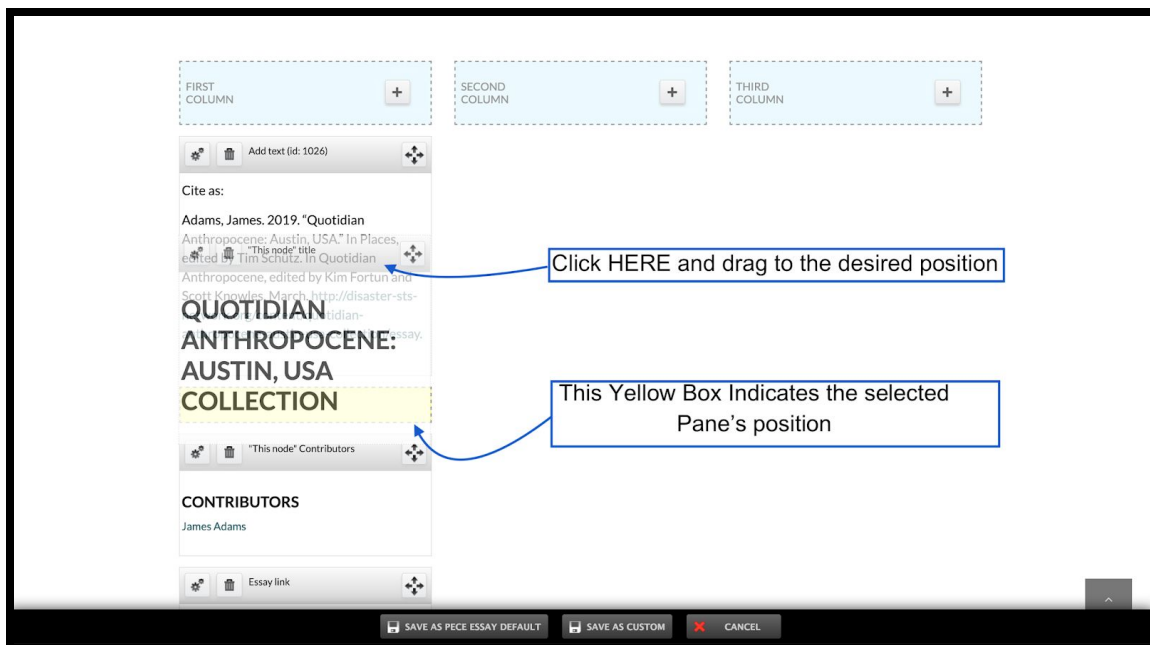 FIRST
COLUMN
SECOND
COLUMN
THIRD
COLUMN
Add text (id: 1026)
Cite as:
Adams, James. 2019. “Quotidian
Anthropocene: Austin, USA.” In Places,
edited by Tim Schütz. In Quotidian
"This node" title
Anthropocene, edited by Kim Fortun and
Scott Knowles. March. http://disaster-sts-
essay.
QUOTIDIAN
ANTHROPOCENE:
AUSTIN, USA
COLLECTION
Click HERE and drag to the desired position
This Yellow Box Indicates the selected
Pane’s position
"This node" Contributors
CONTRIBUTORS
James Adams
Essay link
SAVE AS PECE ESSAY DEFAULT
SAVE AS CUSTOM
CANCEL